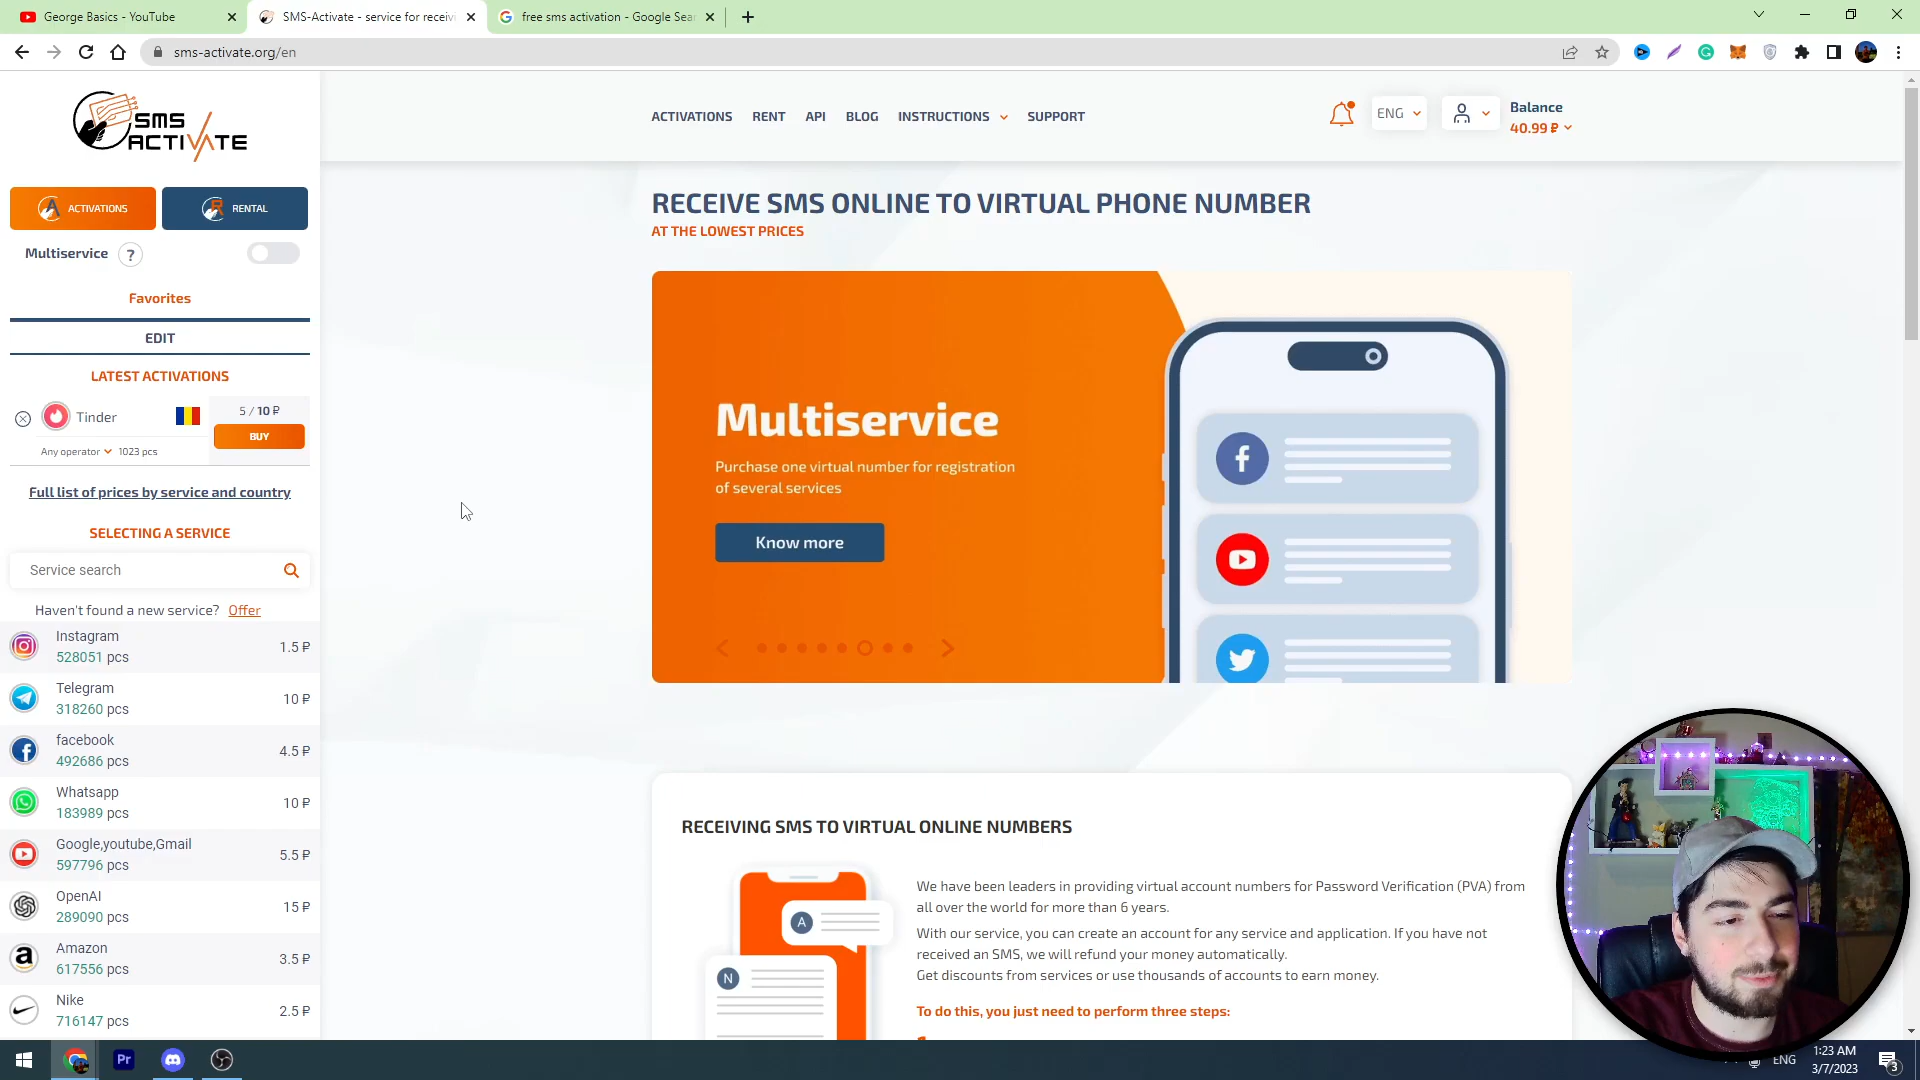 George Basics - YouTube
SMS-Activate - service for receivi
free sms activation - Google Sea
sms-activate.org/en
SMS
ACTIVATE
ACTIVATIONS
RENT
API
BLOG
INSTRUCTIONS
SUPPORT
ENG
Balance
40.99 ₽
ACTIVATIONS
RENTAL
Multiservice ?
Favorites
EDIT
LATEST ACTIVATIONS
Tinder
5 / 10 ₽
BUY
Any operator 1023 pcs
Full list of prices by service and country
SELECTING A SERVICE
Service search
Haven't found a new service? Offer
Instagram
528051 pcs
1.5 ₽
Telegram
318260 pcs
10 ₽
facebook
492686 pcs
4.5 ₽
Whatsapp
183989 pcs
10 ₽
Google,youtube,Gmail
597796 pcs
5.5 ₽
OpenAI
289090 pcs
15 ₽
Amazon
617556 pcs
3.5 ₽
Nike
716147 pcs
2.5 ₽
RECEIVE SMS ONLINE TO VIRTUAL PHONE NUMBER
AT THE LOWEST PRICES
Multiservice
Purchase one virtual number for registration
of several services
Know more
RECEIVING SMS TO VIRTUAL ONLINE NUMBERS
A
N
We have been leaders in providing virtual account numbers for Password Verification (PVA) from
all over the world for more than 6 years.
With our service, you can create an account for any service and application. If you have not
received an SMS, we will refund your money automatically.
Get discounts from services or use thousands of accounts to earn money.
To do this, you just need to perform three steps:
Pr
ENG
1:23 AM
3/7/2023
3